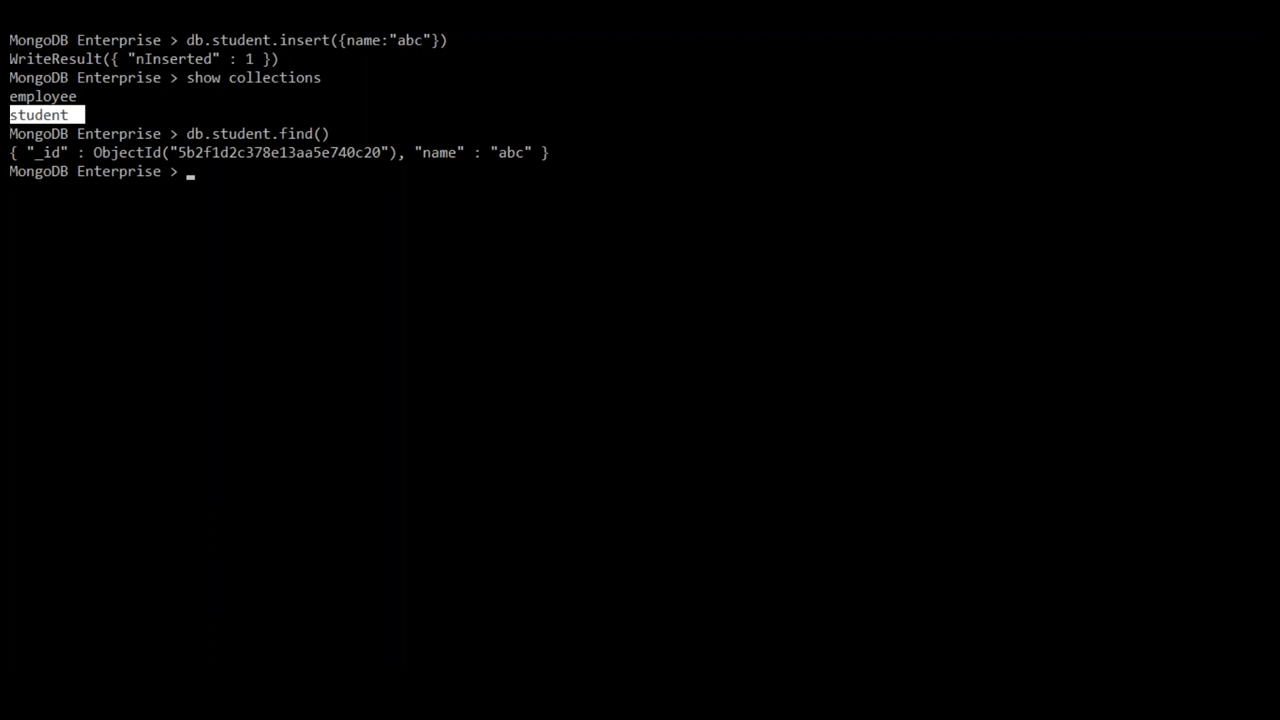 MongoDB Enterprise > db.student.insert({name:"abc"})
WriteResult({ "nInserted" : 1 })
MongoDB Enterprise > show collections
employee
student
MongoDB Enterprise > db.student.find()
{ "_id" : ObjectId("5b2f1d2c378e13aa5e740c20"), "name" : "abc" }
MongoDB Enterprise > _